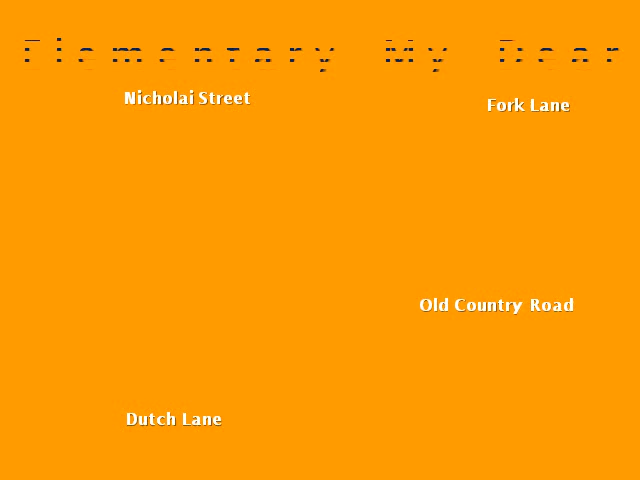 Elementary My Dear
Nicholai Street
Fork Lane
Old Country Road
Dutch Lane